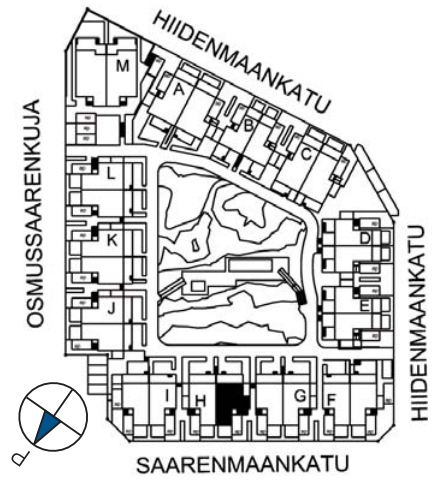 HIIDENMAANKATU
M
A
B
C
OSMUSSAARENKUJA
L
K
J
D
E
HIIDENMAANKATU
I
H
G
F
P
SAARENMAANKATU